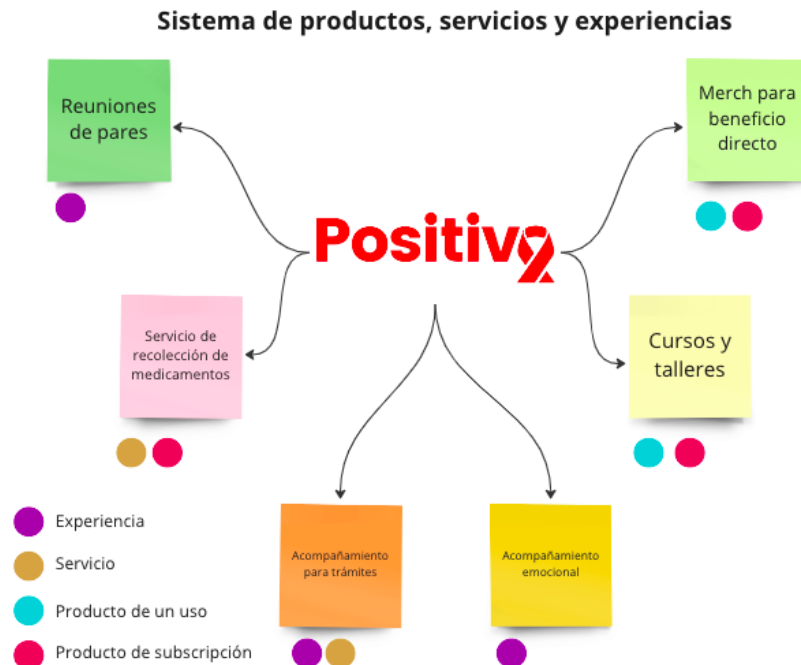 Sistema de productos, servicios y experiencias
Reuniones
de pares
Merch para
beneficio
directo
Positivo
Servicio de
recolección de
medicamentos
Cursos y
talleres
Acompañamiento
para trámites
Acompañamiento
emocional
Experiencia
Servicio
Producto de un uso
Producto de subscripción